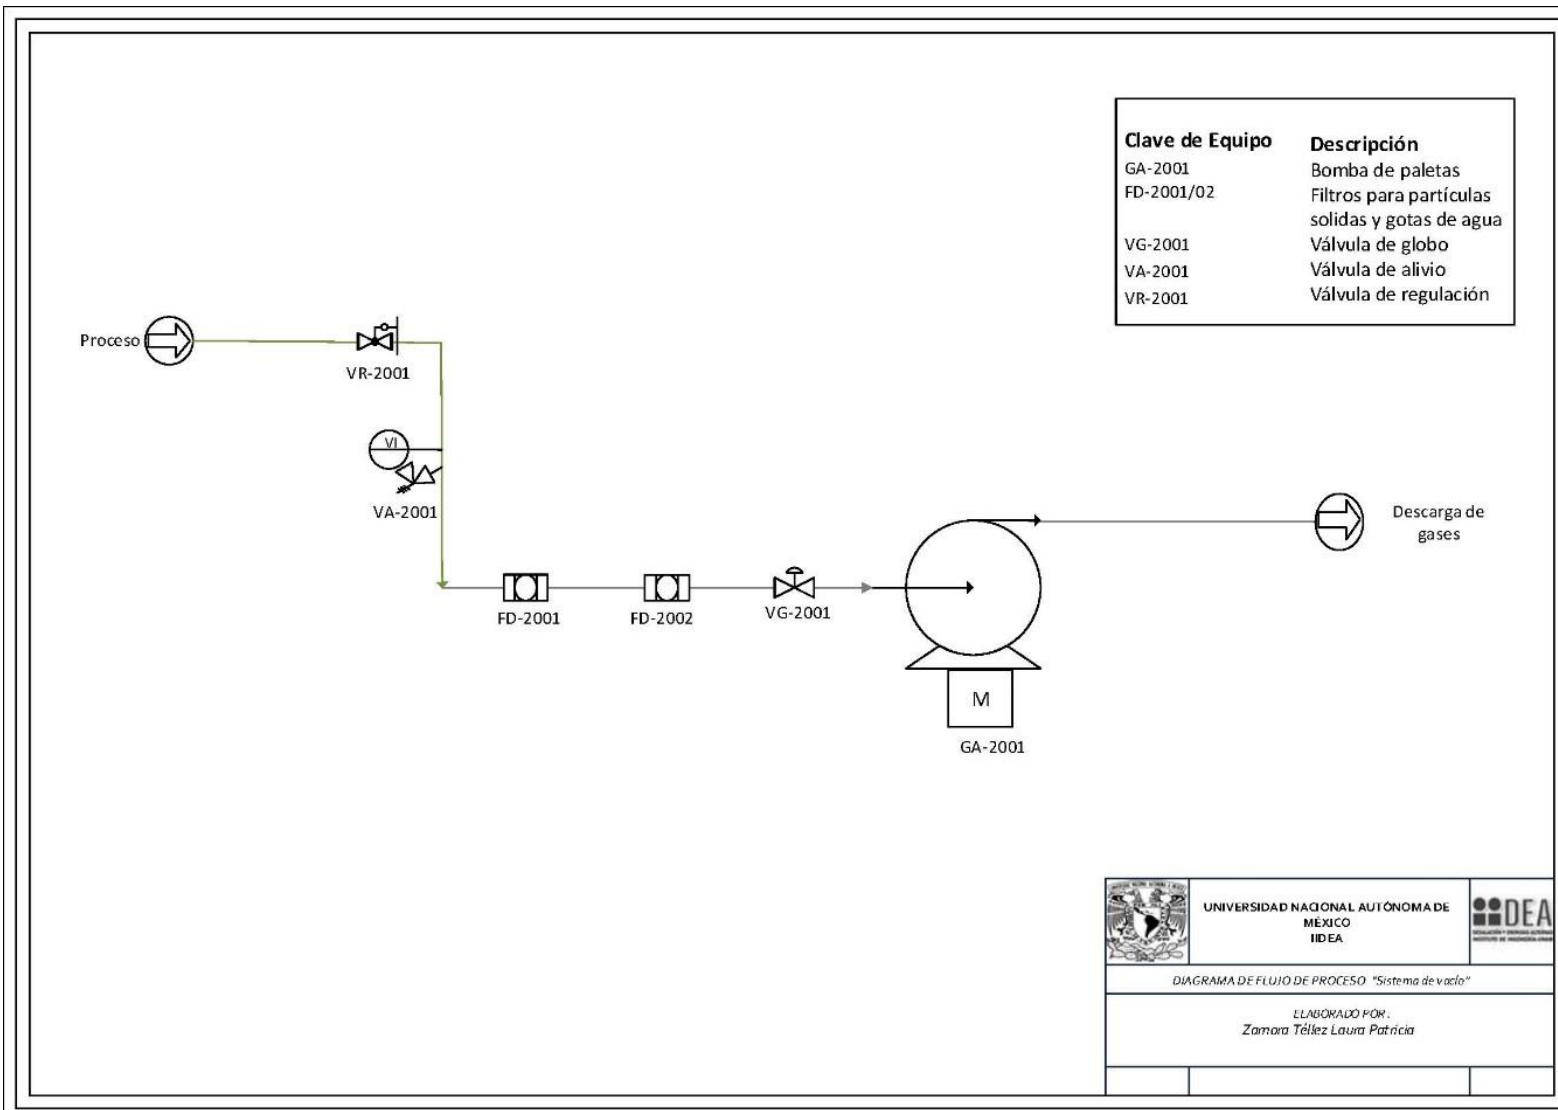 Clave de Equipo Descripción
GA-2001 Bomba de paletas
FD-2001/02 Filtros para partículas
solidas y gotas de agua
VG-2001 Válvula de globo
VA-2001 Válvula de alivio
VR-2001 Válvula de regulación
Proceso
VR-2001
VI
VA-2001
Descarga de
gases
FD-2001
FD-2002
VG-2001
M
GA-2001
UNIVERSIDAD NACIONAL AUTÓNOMA DE
MÉXICO
IIDEA
DEA
DIAGRAMA DE FLUJO DE PROCESO "Sistema de vacío"
ELABORADO POR:
Zamora Téllez Laura Patricia